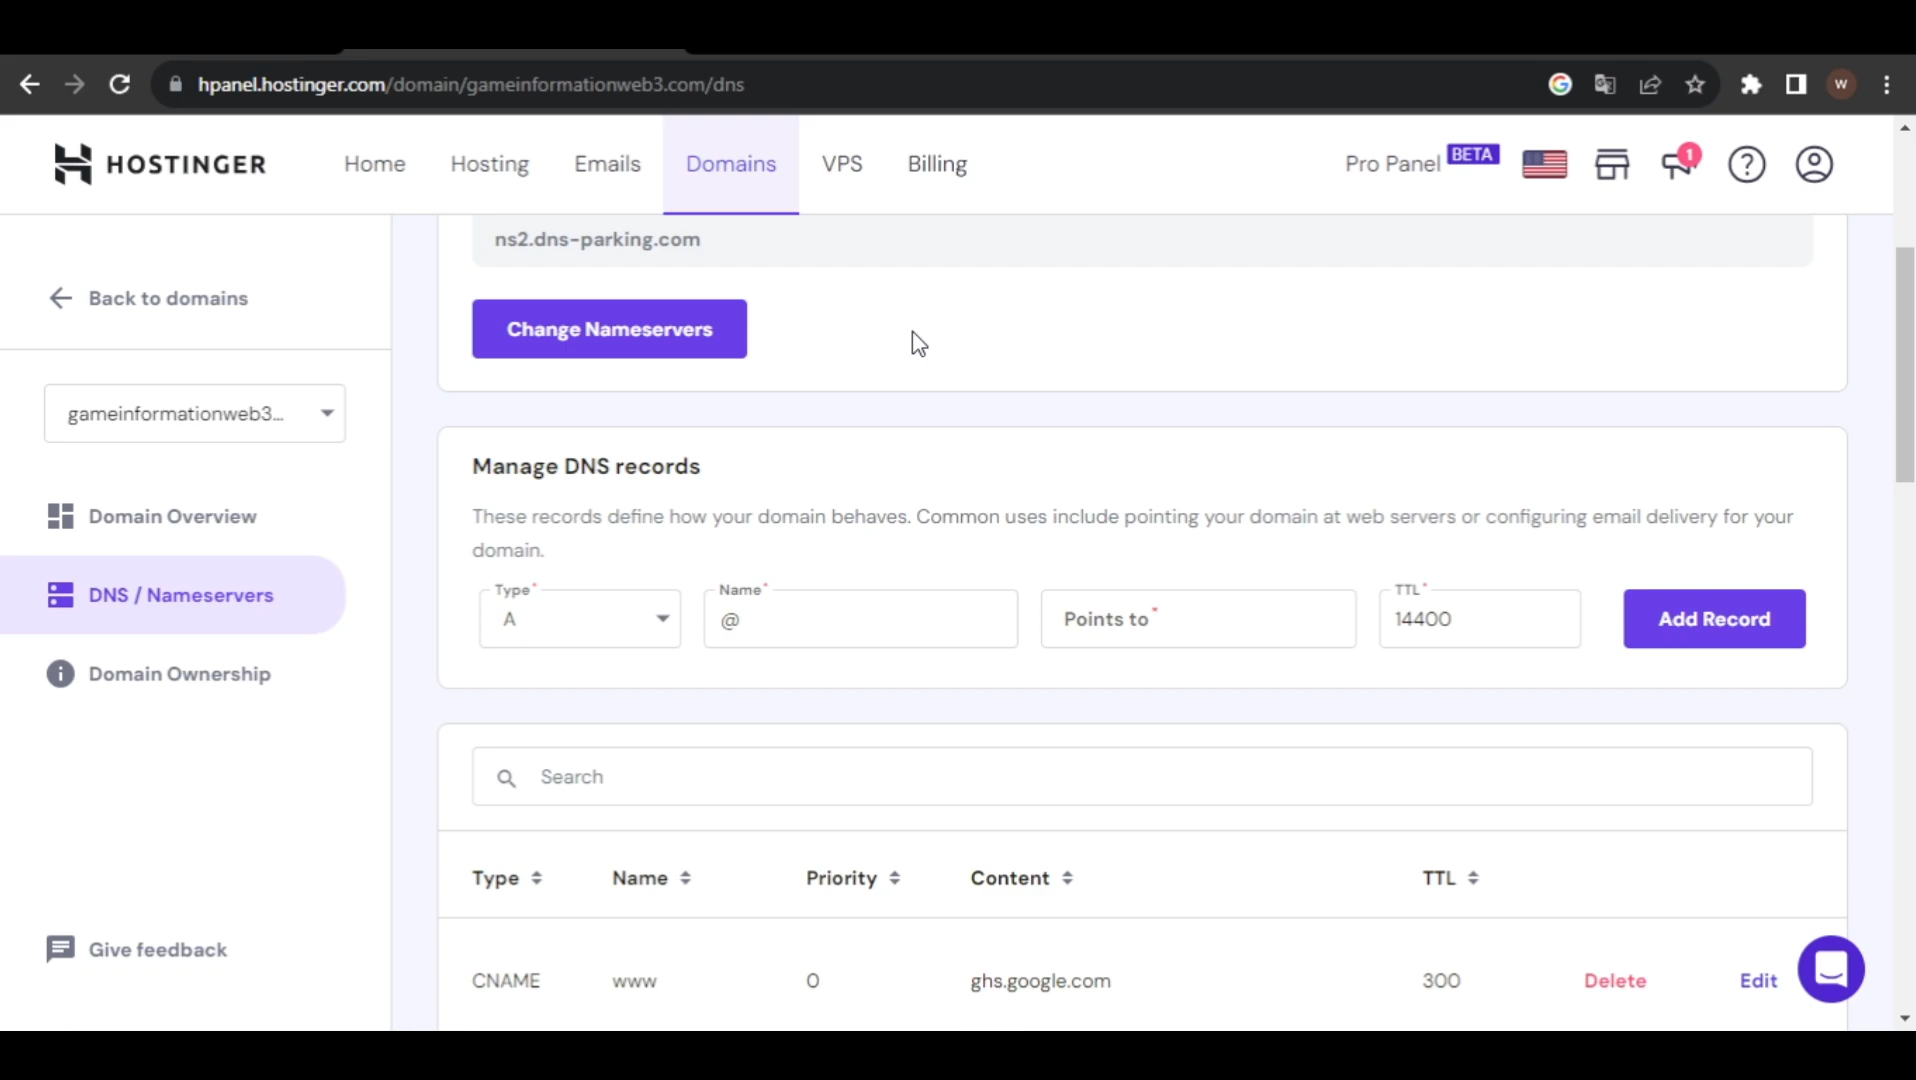 hpanel.hostinger.com/domain/gameinformationweb3.com/dns
W
HOSTINGER
Home
Hosting
Emails
Domains
VPS
Billing
Pro Panel BETA
1
ns2.dns-parking.com
Back to domains
Change Nameservers
gameinformationweb3...
Manage DNS records
These records define how your domain behaves. Common uses include pointing your domain at web servers or configuring email delivery for your
domain.
Domain Overview
DNS / Nameservers
Domain Ownership
Type*
A
Name*
@
Points to*
TTL*
14400
Add Record
Search
Type
Name
Priority
Content
TTL
CNAME
www
0
ghs.google.com
300
Delete
Edit
Give feedback